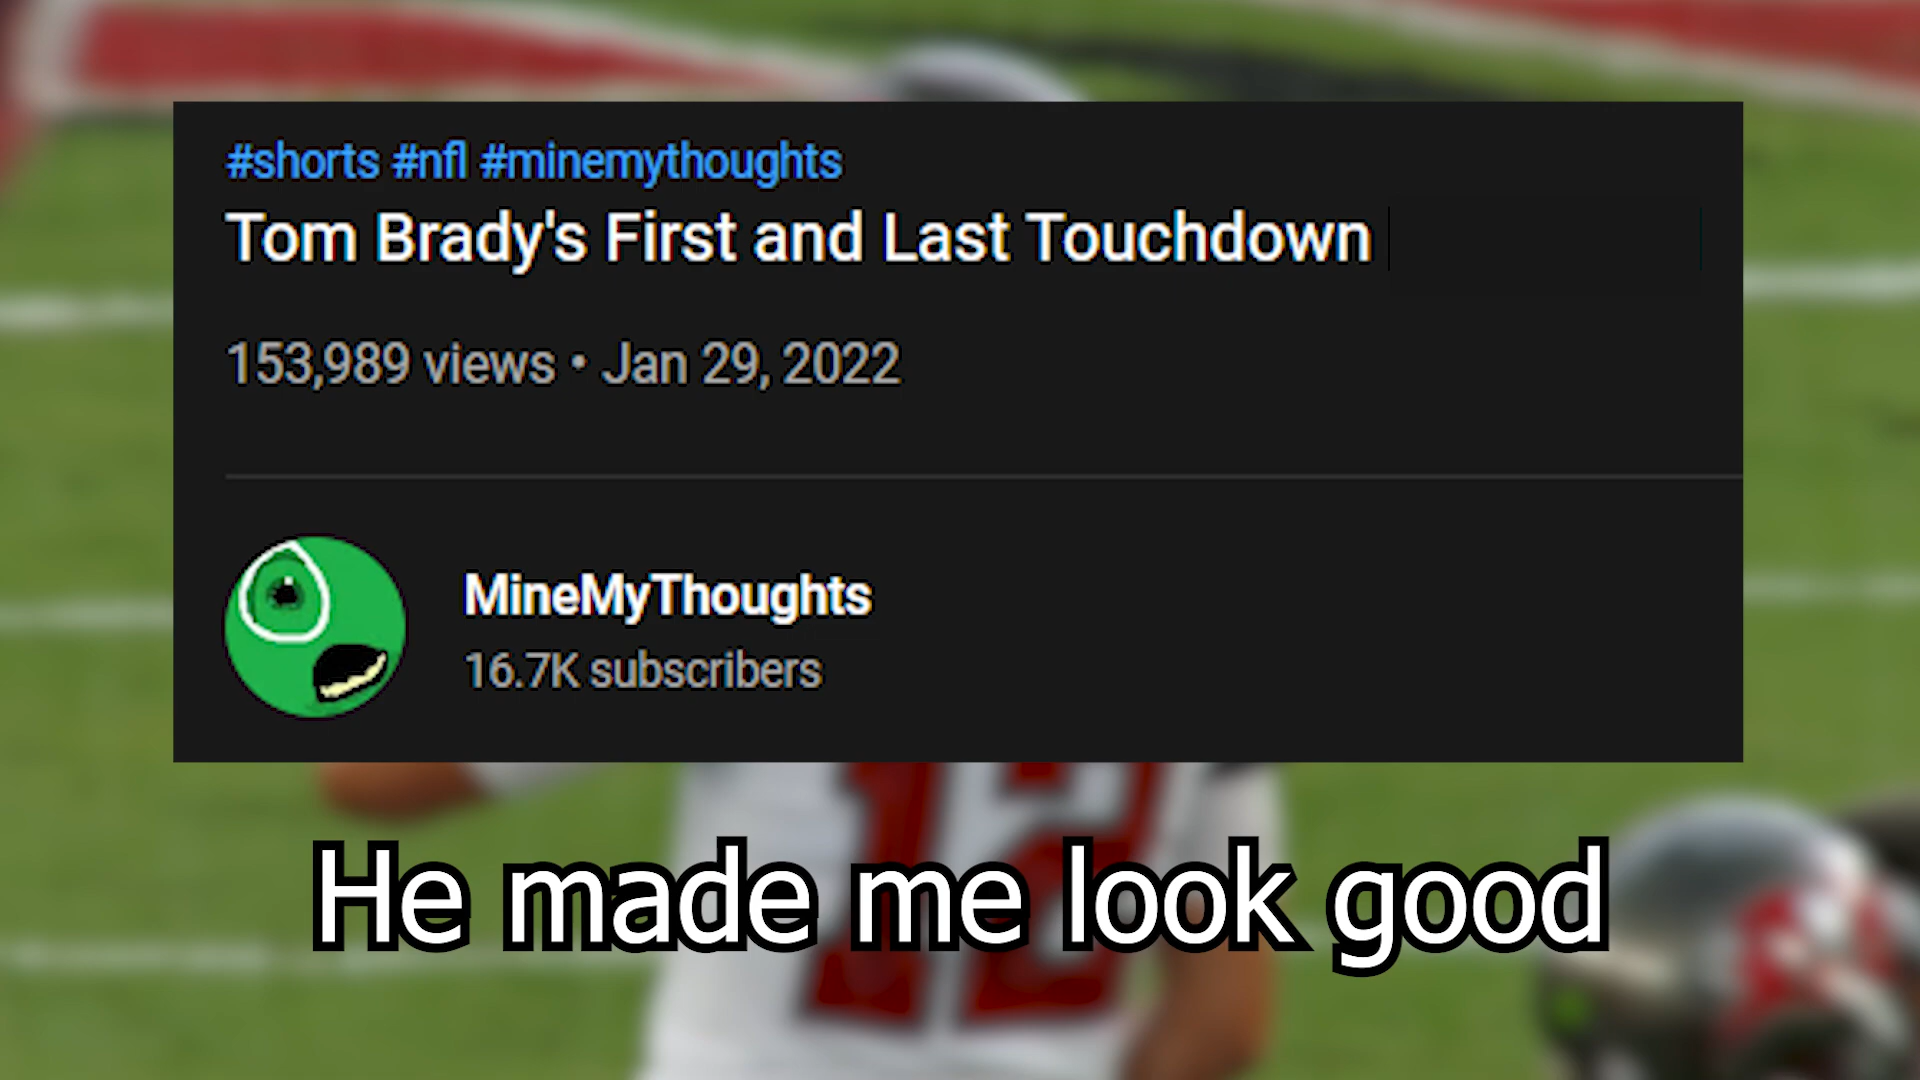 #shorts #nfl #minemythoughts
Tom Brady's First and Last Touchdown
153,989 views • Jan 29, 2022
MineMyThoughts
16.7K subscribers
12
He made me look good